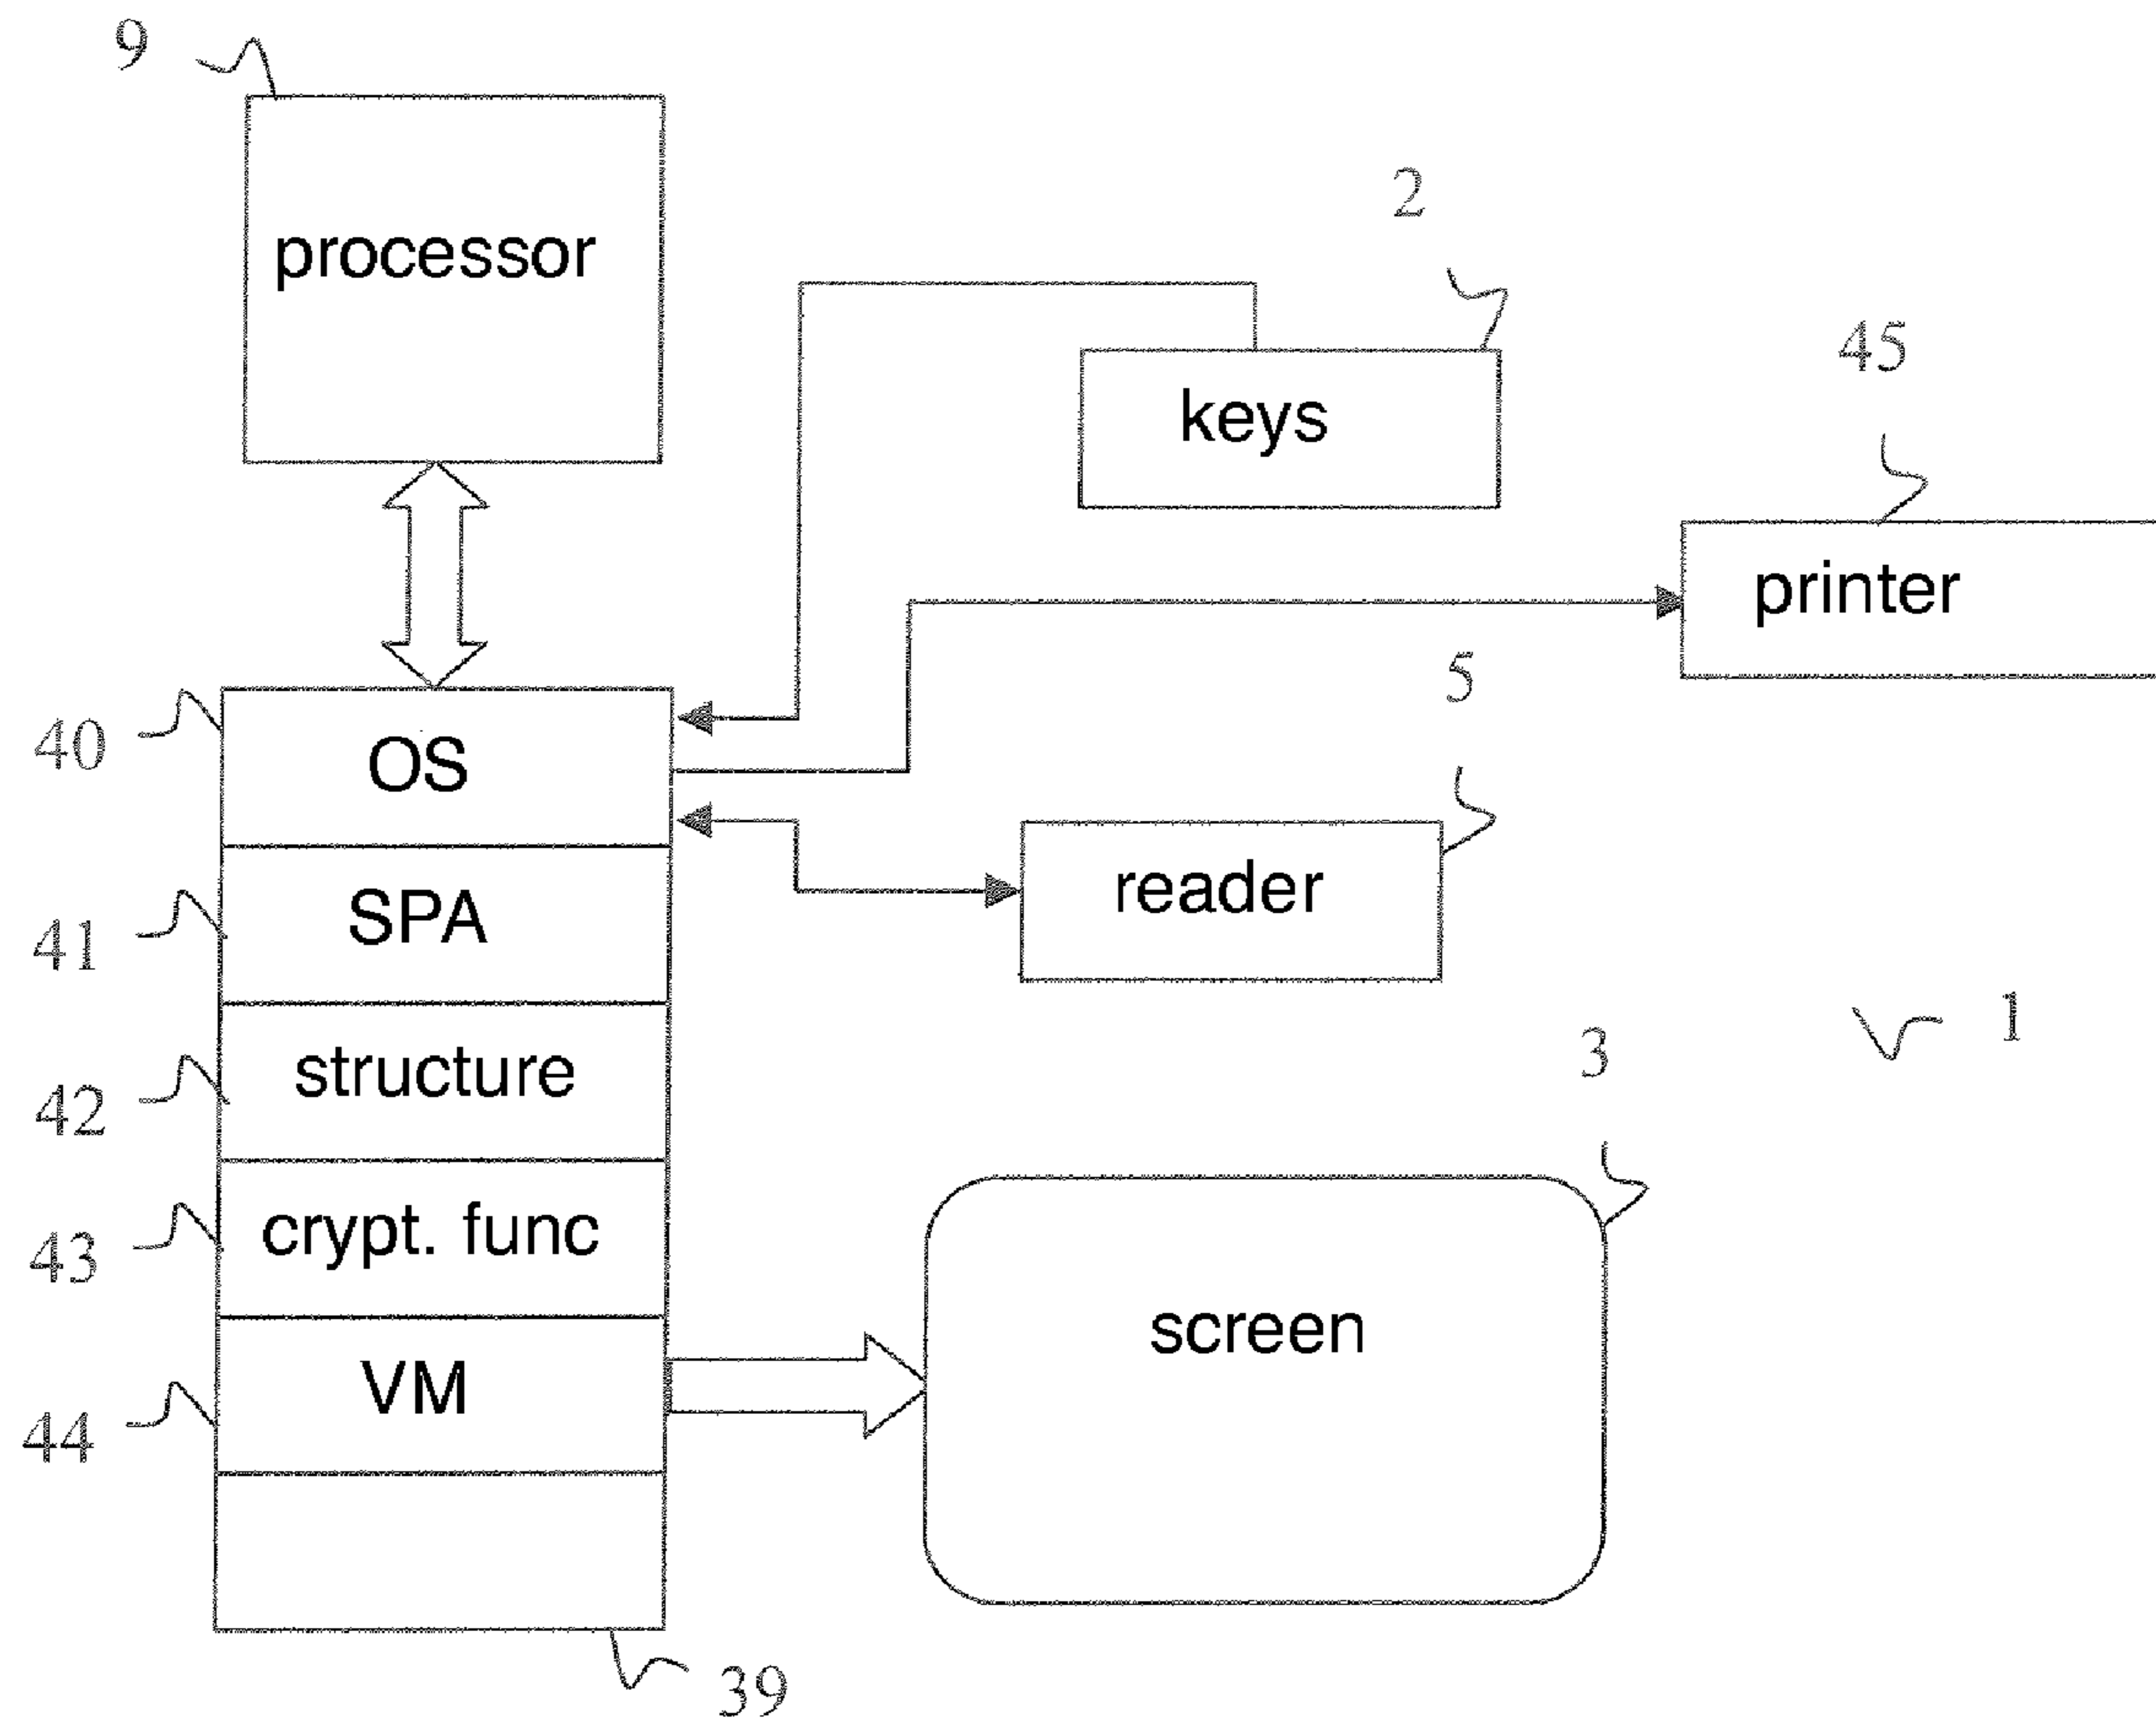 9
processor
2
keys
45
printer
40
OS
5
reader
41
SPA
1
42
structure
3
43
crypt. func
screen
44
VM
39